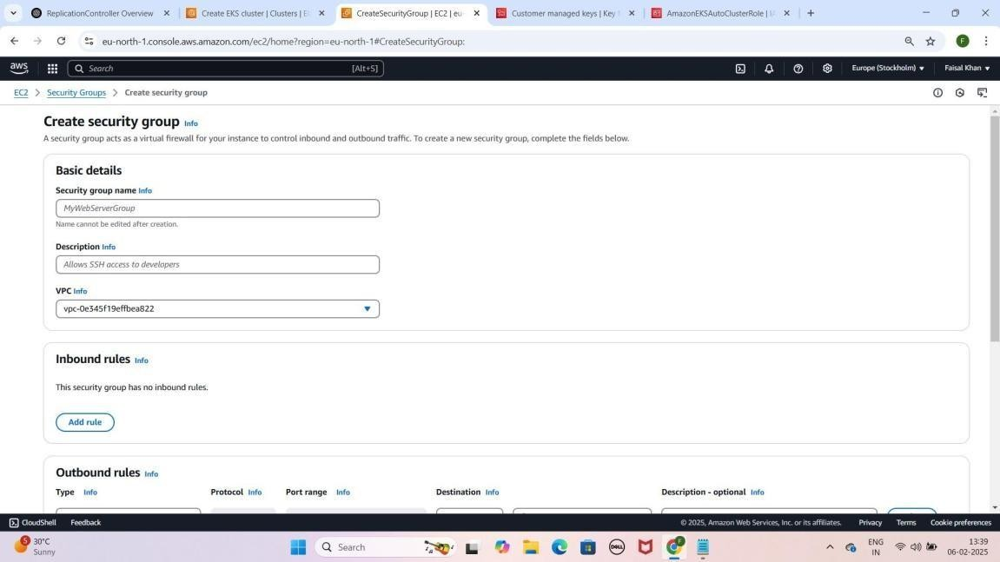 ReplicationController Overview
Create EKS cluster | Clusters | E
CreateSecurityGroup | EC2 | eu-
Customer managed keys | Key
AmazonEKSAutoClusterRole | IA
eu-north-1.console.aws.amazon.com/ec2/home?region=eu-north-1#CreateSecurityGroup:
F
aws
Search
[Alt+S]
Europe (Stockholm)
Faisal Khan
EC2 > Security Groups > Create security group
Create security group Info
A security group acts as a virtual firewall for your instance to control inbound and outbound traffic. To create a new security group, complete the fields below.
Basic details
Security group name Info
MyWebServerGroup
Name cannot be edited after creation.
Description Info
Allows SSH access to developers
VPC Info
vpc-0e345f19effbea822
Inbound rules Info
This security group has no inbound rules.
Add rule
Outbound rules Info
Type Info Protocol Info Port range Info Destination Info Description - optional Info
CloudShell Feedback © 2025, Amazon Web Services, Inc. or its affiliates. Privacy Terms Cookie preferences
5
30°C
Sunny
Search
DELL
F
ENG
IN
13:39
06-02-2025